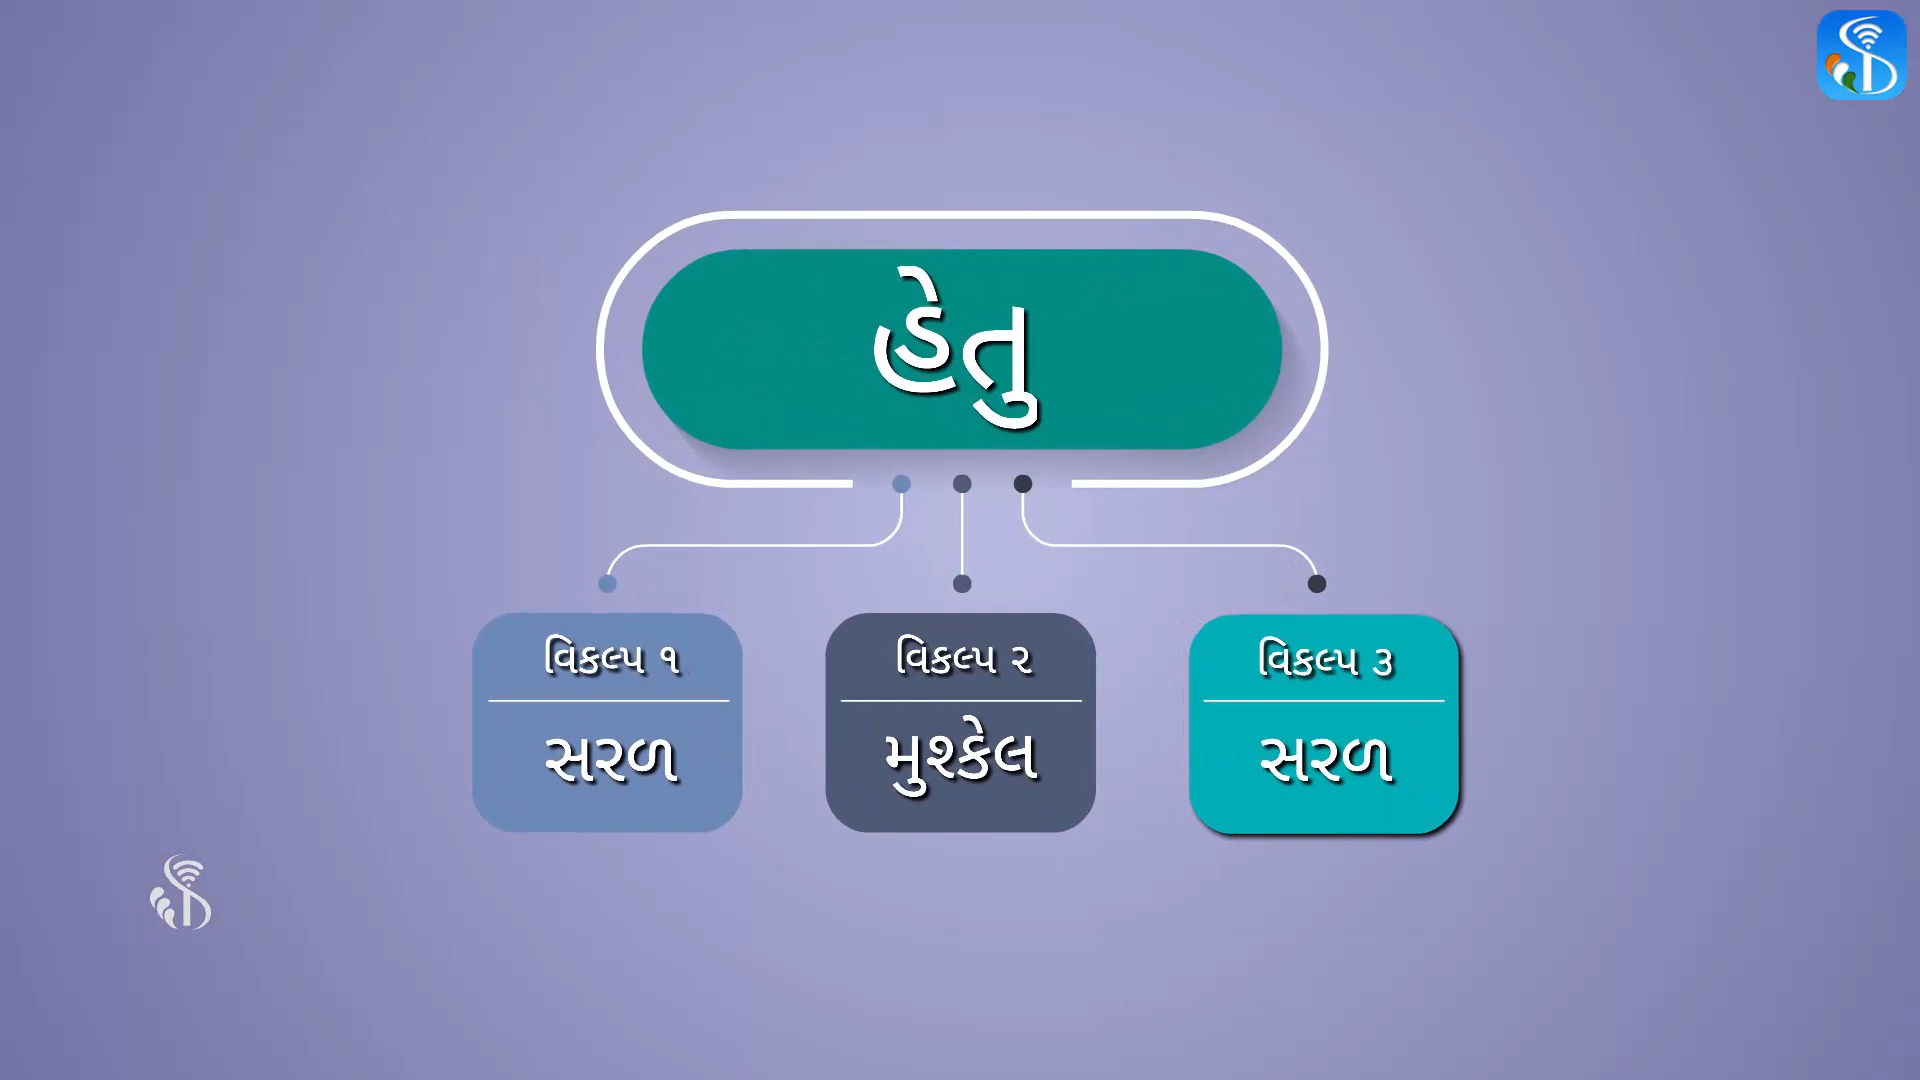 હેતુ
વિકલ્પ ૧
સરળ
વિકલ્પ ૨
મુશ્કેલ
વિકલ્પ ૩
સરળ